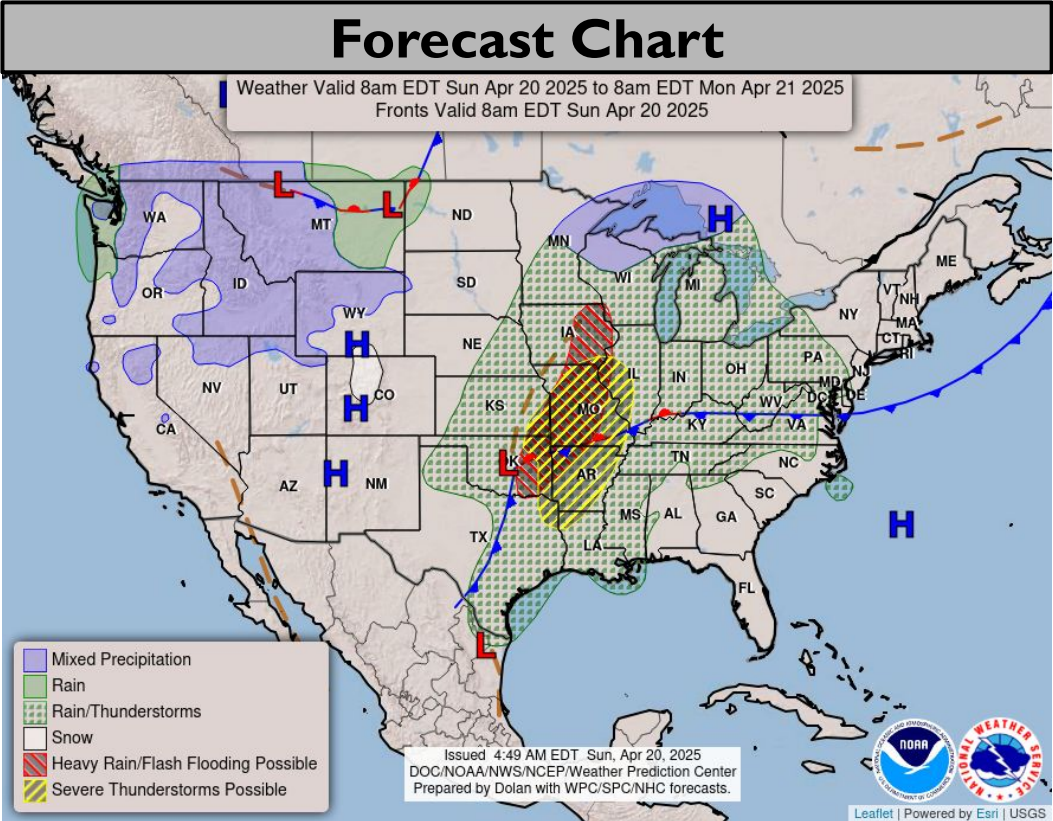 Forecast Chart
Weather Valid 8am EDT Sun Apr 20 2025 to 8am EDT Mon Apr 21 2025
Fronts Valid 8am EDT Sun Apr 20 2025
L
L
H
WA
MT
ND
MN
ME
OR
ID
SD
WI
MI
VT
NH
WY
NY
MA
H
NE
IA
CT
RI
PA
NJ
NV
UT
CO
IL
IN
OH
MD
DE
DC
H
KS
MO
WV
CA
KY
VA
L
OK
TN
NC
H
AZ
NM
AR
SC
MS
AL
GA
H
TX
LA
FL
L
Mixed Precipitation
Rain
Rain/Thunderstorms
Snow
Heavy Rain/Flash Flooding Possible
Severe Thunderstorms Possible
Issued 4:49 AM EDT Sun, Apr 20, 2025
DOC/NOAA/NWS/NCEP/Weather Prediction Center
Prepared by Dolan with WPC/SPC/NHC forecasts.
NOAA
NATIONAL WEATHER SERVICE
Leaflet | Powered by Esri | USGS